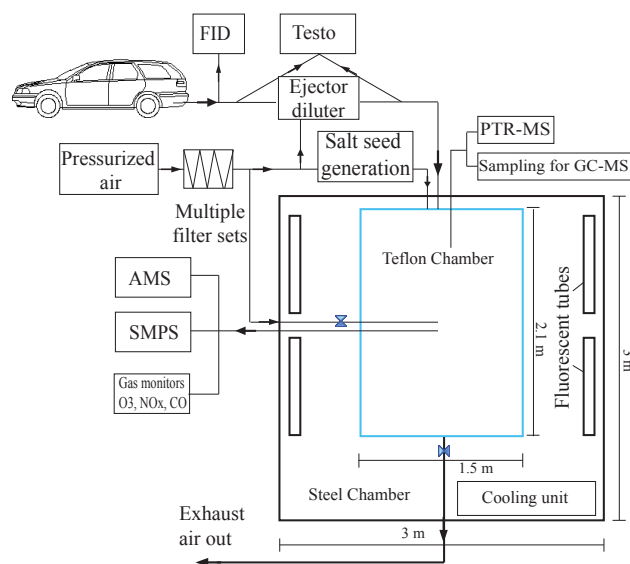 FID
Testo
Ejector
diluter
PTR-MS
Sampling for GC-MS
Pressurized
air
Salt seed
generation
Multiple
filter sets
Teflon Chamber
AMS
SMPS
Gas monitors
O3, NOx, CO
Fluorescent tubes
2.1 m
3 m
1.5 m
Steel Chamber
Cooling unit
Exhaust
air out
3 m